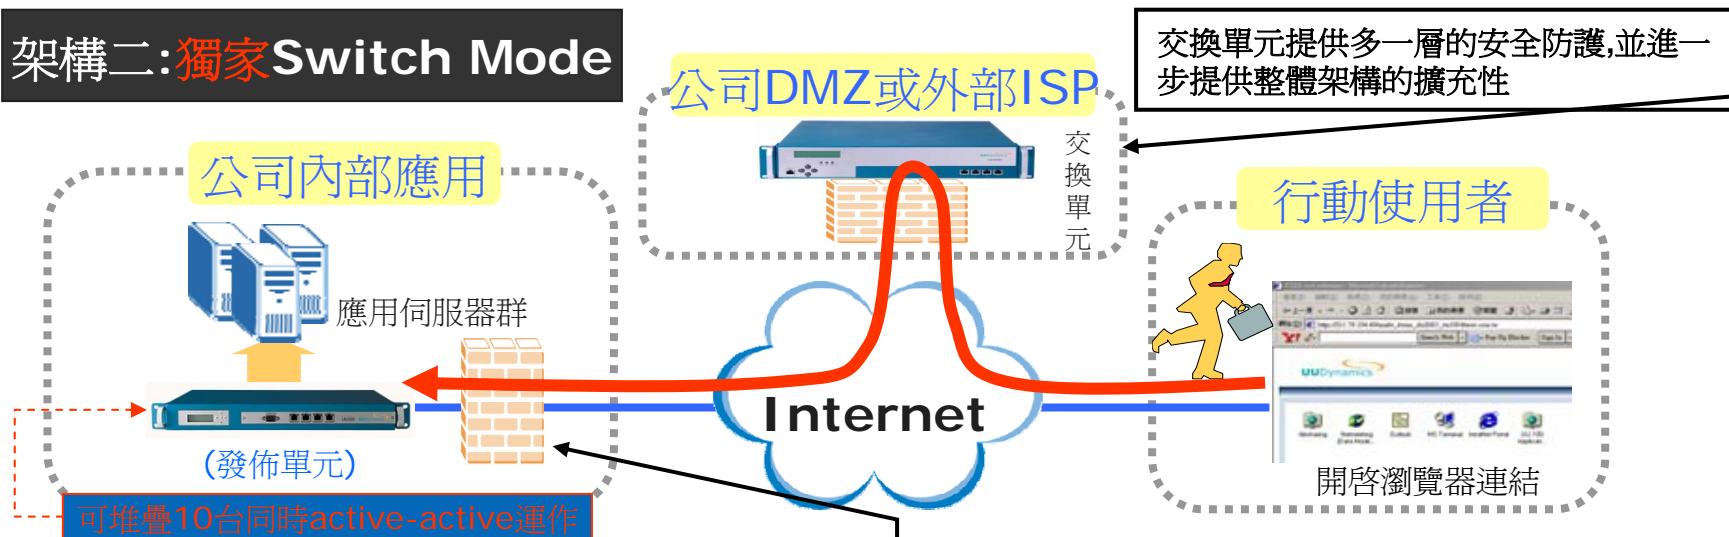 架構二:獨家Switch Mode
公司DMZ或外部ISP
交換單元提供多一層的安全防護,並進一
步提供整體架構的擴充性
交換單元
公司內部應用
行動使用者
應用伺服器群
UUDynamics
Internet
(發佈單元)
開啓瀏覽器連結
可堆疊10台同時active-active運作